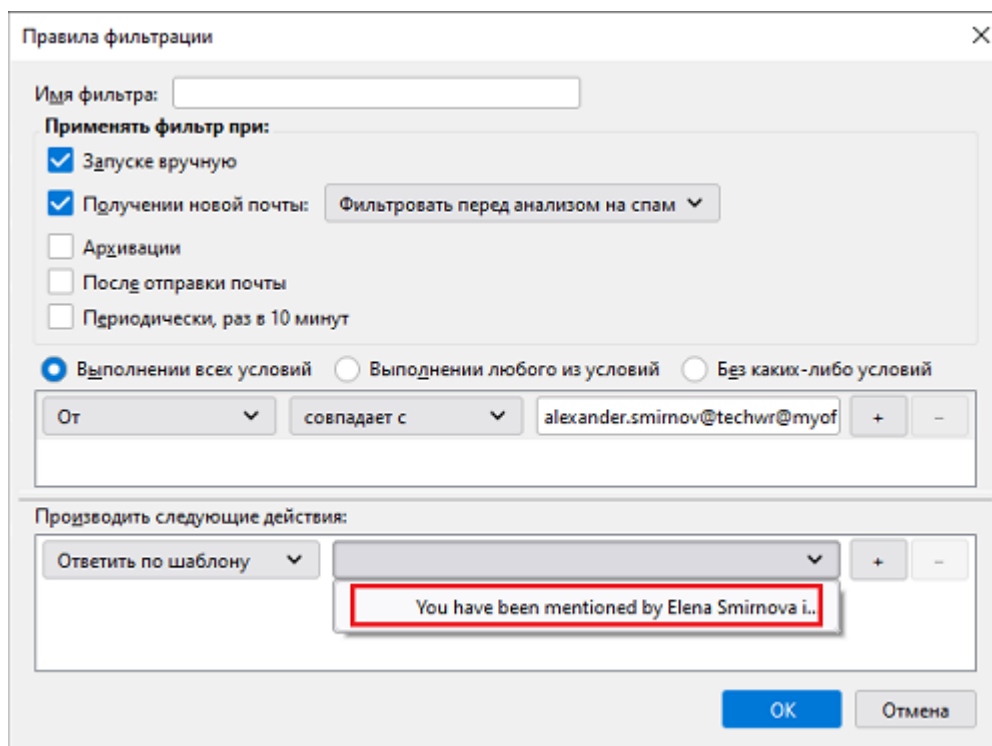 Правила фильтрации
Имя фильтра:
Применять фильтр при:
Запуске вручную
Получении новой почты: Фильтровать перед анализом на спам
Архивации
После отправки почты
Периодически, раз в 10 минут
Выполнении всех условий Выполнении любого из условий Без каких-либо условий
От совпадает с alexander.smirnov@techwr@myof + –
Производить следующие действия:
Ответить по шаблону + –
You have been mentioned by Elena Smirnova i...
OK Отмена